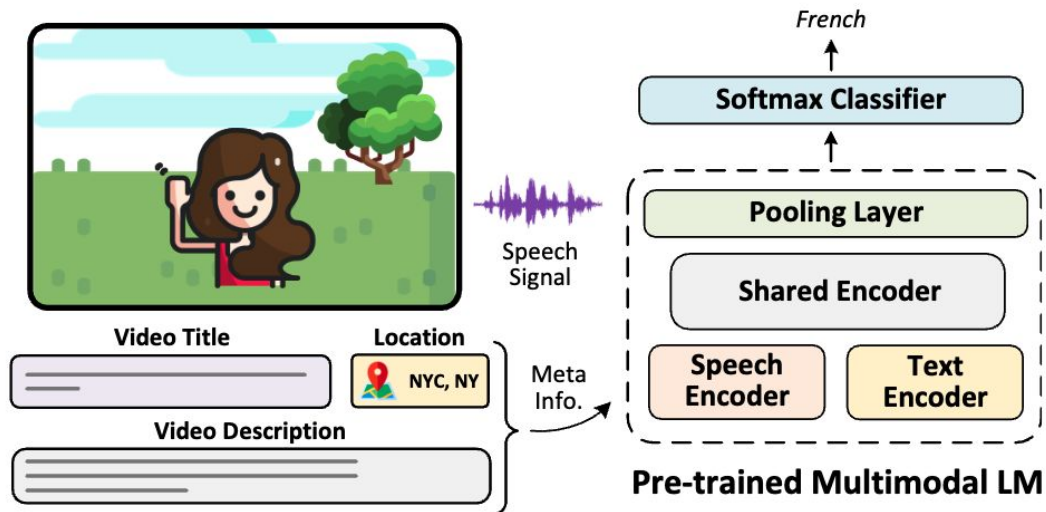 French
Softmax Classifier
Pooling Layer
Shared Encoder
Speech
Encoder
Text
Encoder
Pre-trained Multimodal LM
Speech
Signal
Video Title
Location
NYC, NY
Meta
Info.
Video Description